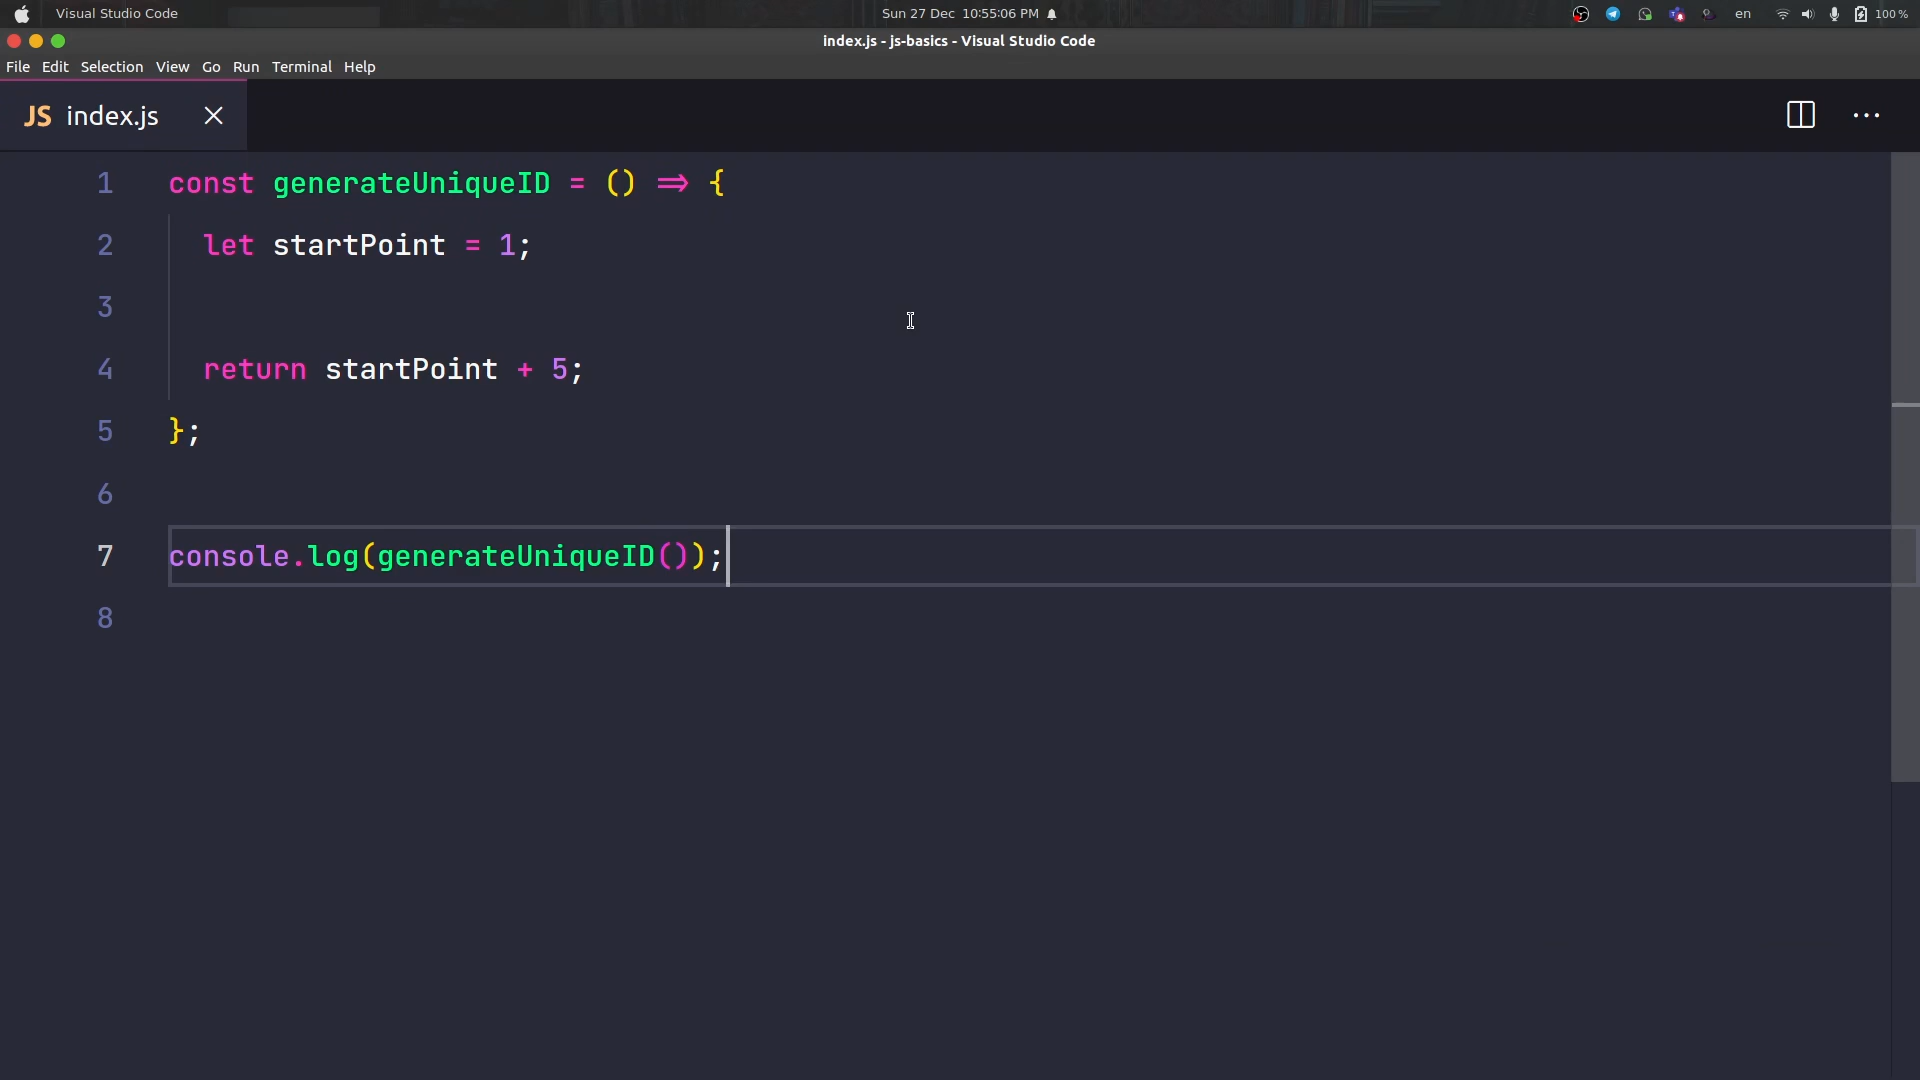 Visual Studio Code Sun 27 Dec 10:55:06 PM en 100 %
index.js - js-basics - Visual Studio Code
File Edit Selection View Go Run Terminal Help
JS index.js
1 const generateUniqueID = () => {
2 let startPoint = 1;
3
4 return startPoint + 5;
5 };
6
7 console.log(generateUniqueID());
8